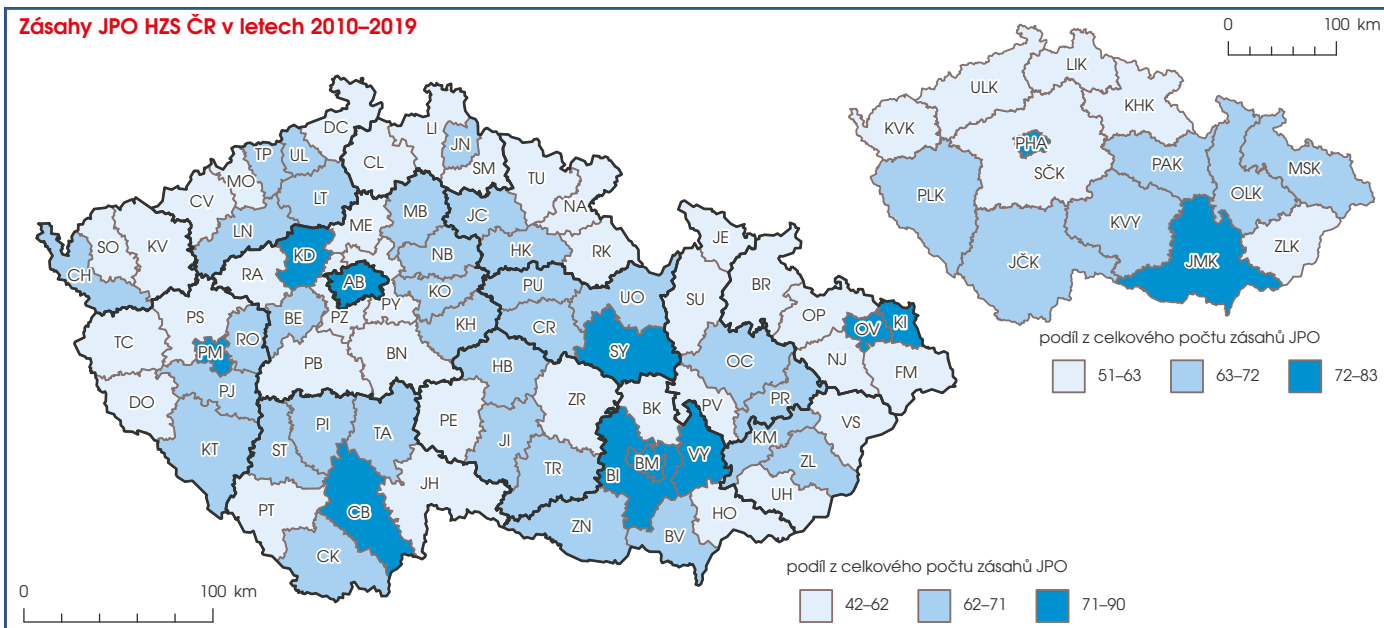 Zásahy JPO HZS ČR v letech 2010–2019
0 100 km
LIK
ULK
KHK
KVK
PHA
SČK
PAK
MSK
OLK
PLK
KVY
ZLK
JČK
JMK
podíl z celkového počtu zásahů JPO
51–63 63–72 72–83
DC
LI
JN
TP UL
CL
SM
TU
MO
CV
LT
MB
JC
NA
ME
LN
SO KV
HK
RK
JE
NB
KD
CH
RA
AB
BR
PU
UO
SU
KO
PY
PS
BE
PZ
OP
KI
OV
RO
KH
CR
TC
PM
SY
BN
PB
OC
NJ
FM
HB
PJ
ZR
PR
DO
BK
PV
PE
VS
PI
TA
KM
JI
ST
KT
VY
ZL
BM
TR
BI
JH
UH
PT
CB
HO
ZN
BV
CK
0 100 km
podíl z celkového počtu zásahů JPO
42–62 62–71 71–90